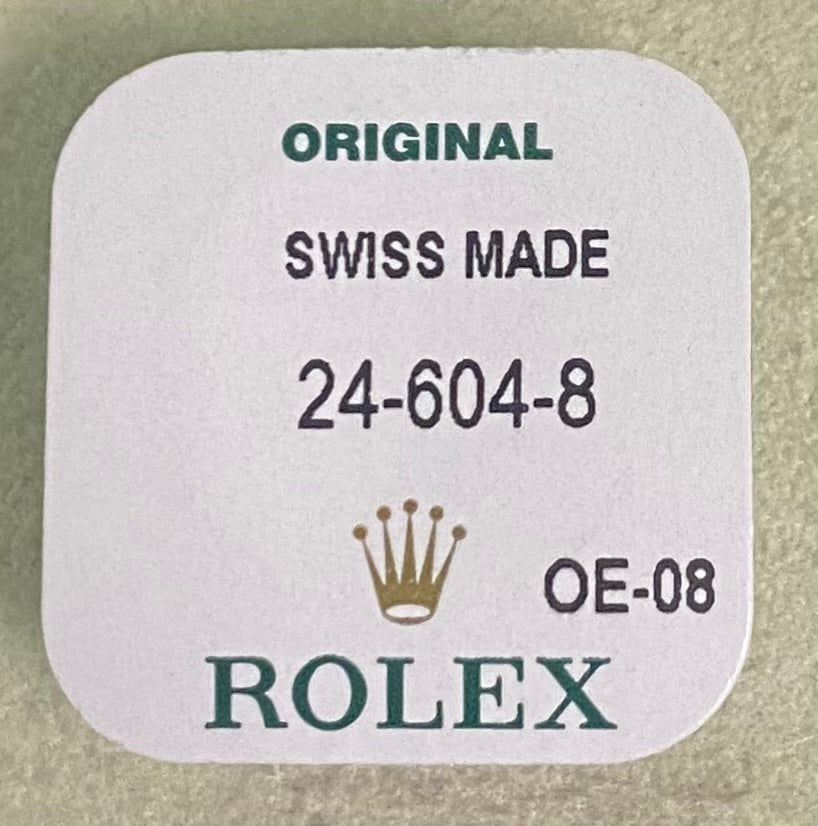 ORIGINAL
SWISS MADE
24-604-8
OE-08
ROLEX